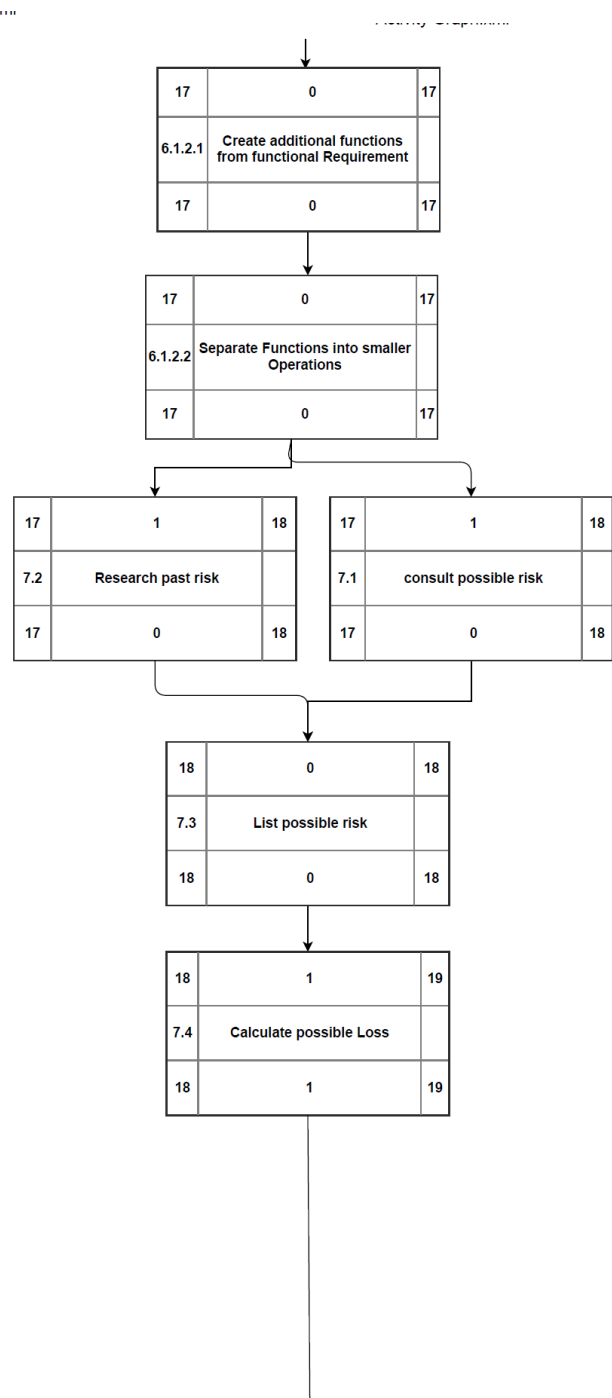 17 0 17
6.1.2.1 Create additional functions
from functional Requirement
17 0 17
17 0 17
6.1.2.2 Separate Functions into smaller
Operations
17 0 17
17 1 18
7.2 Research past risk
17 0 18
17 1 18
7.1 consult possible risk
17 0 18
18 0 18
7.3 List possible risk
18 0 18
18 1 19
7.4 Calculate possible Loss
18 1 19